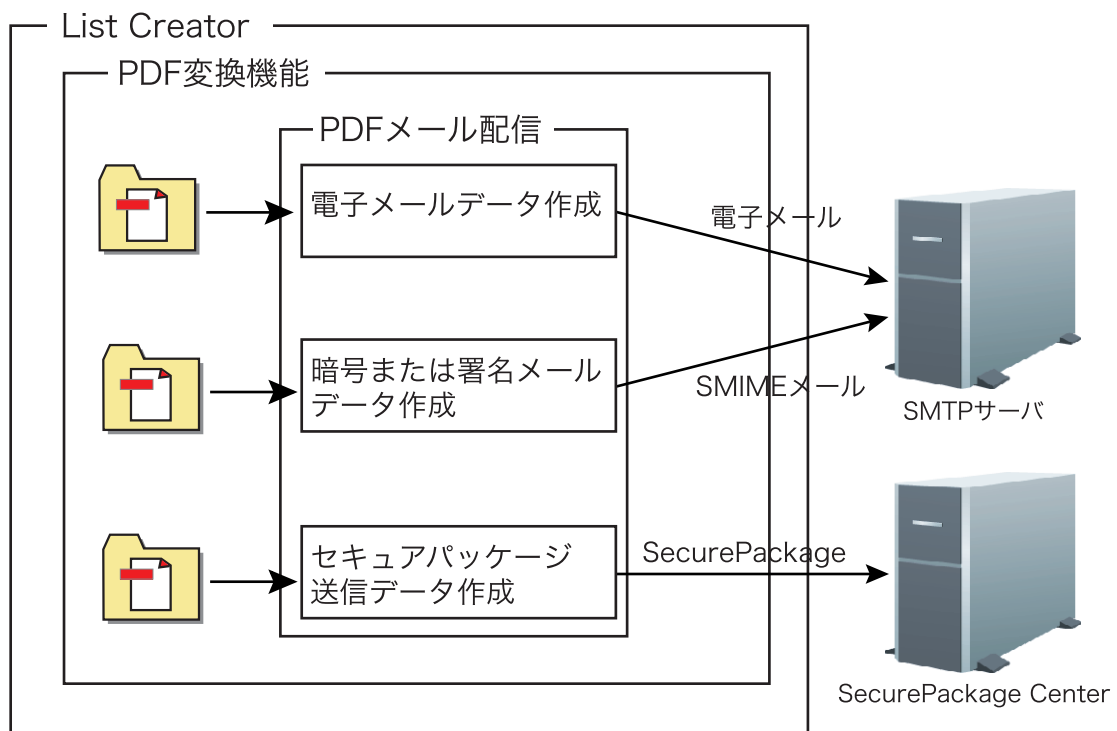 List Creator
PDF変換機能
PDFメール配信
電子メールデータ作成
電子メール
暗号または署名メール
データ作成
SMIMEメール
SMTPサーバ
セキュアパッケージ
送信データ作成
SecurePackage
SecurePackage Center